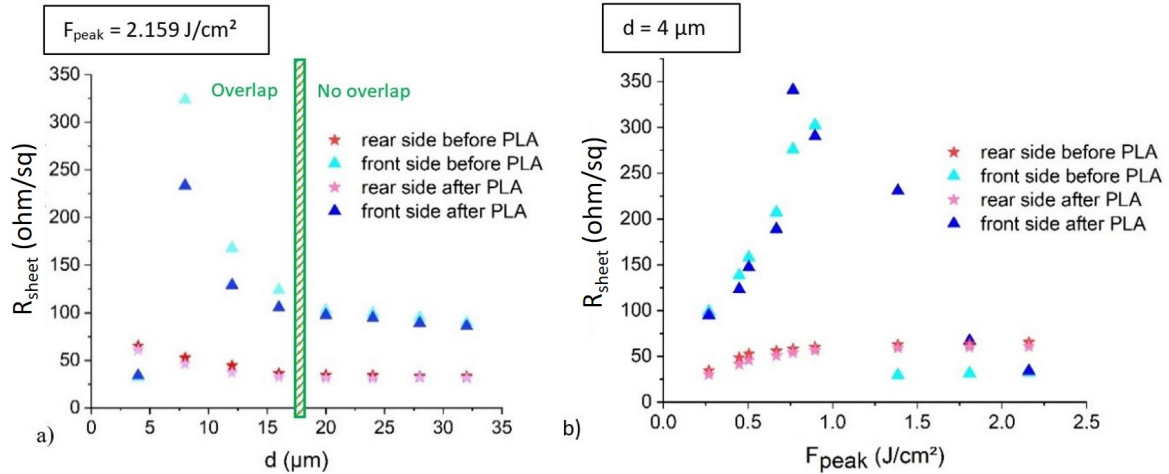 F_peak = 2.159 J/cm²
Overlap
No overlap
350
300
250
200
150
100
50
0
R_sheet (ohm/sq)
rear side before PLA
front side before PLA
rear side after PLA
front side after PLA
0 5 10 15 20 25 30 35
d (µm)
a)
d = 4 µm
350
300
250
200
150
100
50
0
R_sheet (ohm/sq)
rear side before PLA
front side before PLA
rear side after PLA
front side after PLA
0.0 0.5 1.0 1.5 2.0 2.5
F_peak (J/cm²)
b)